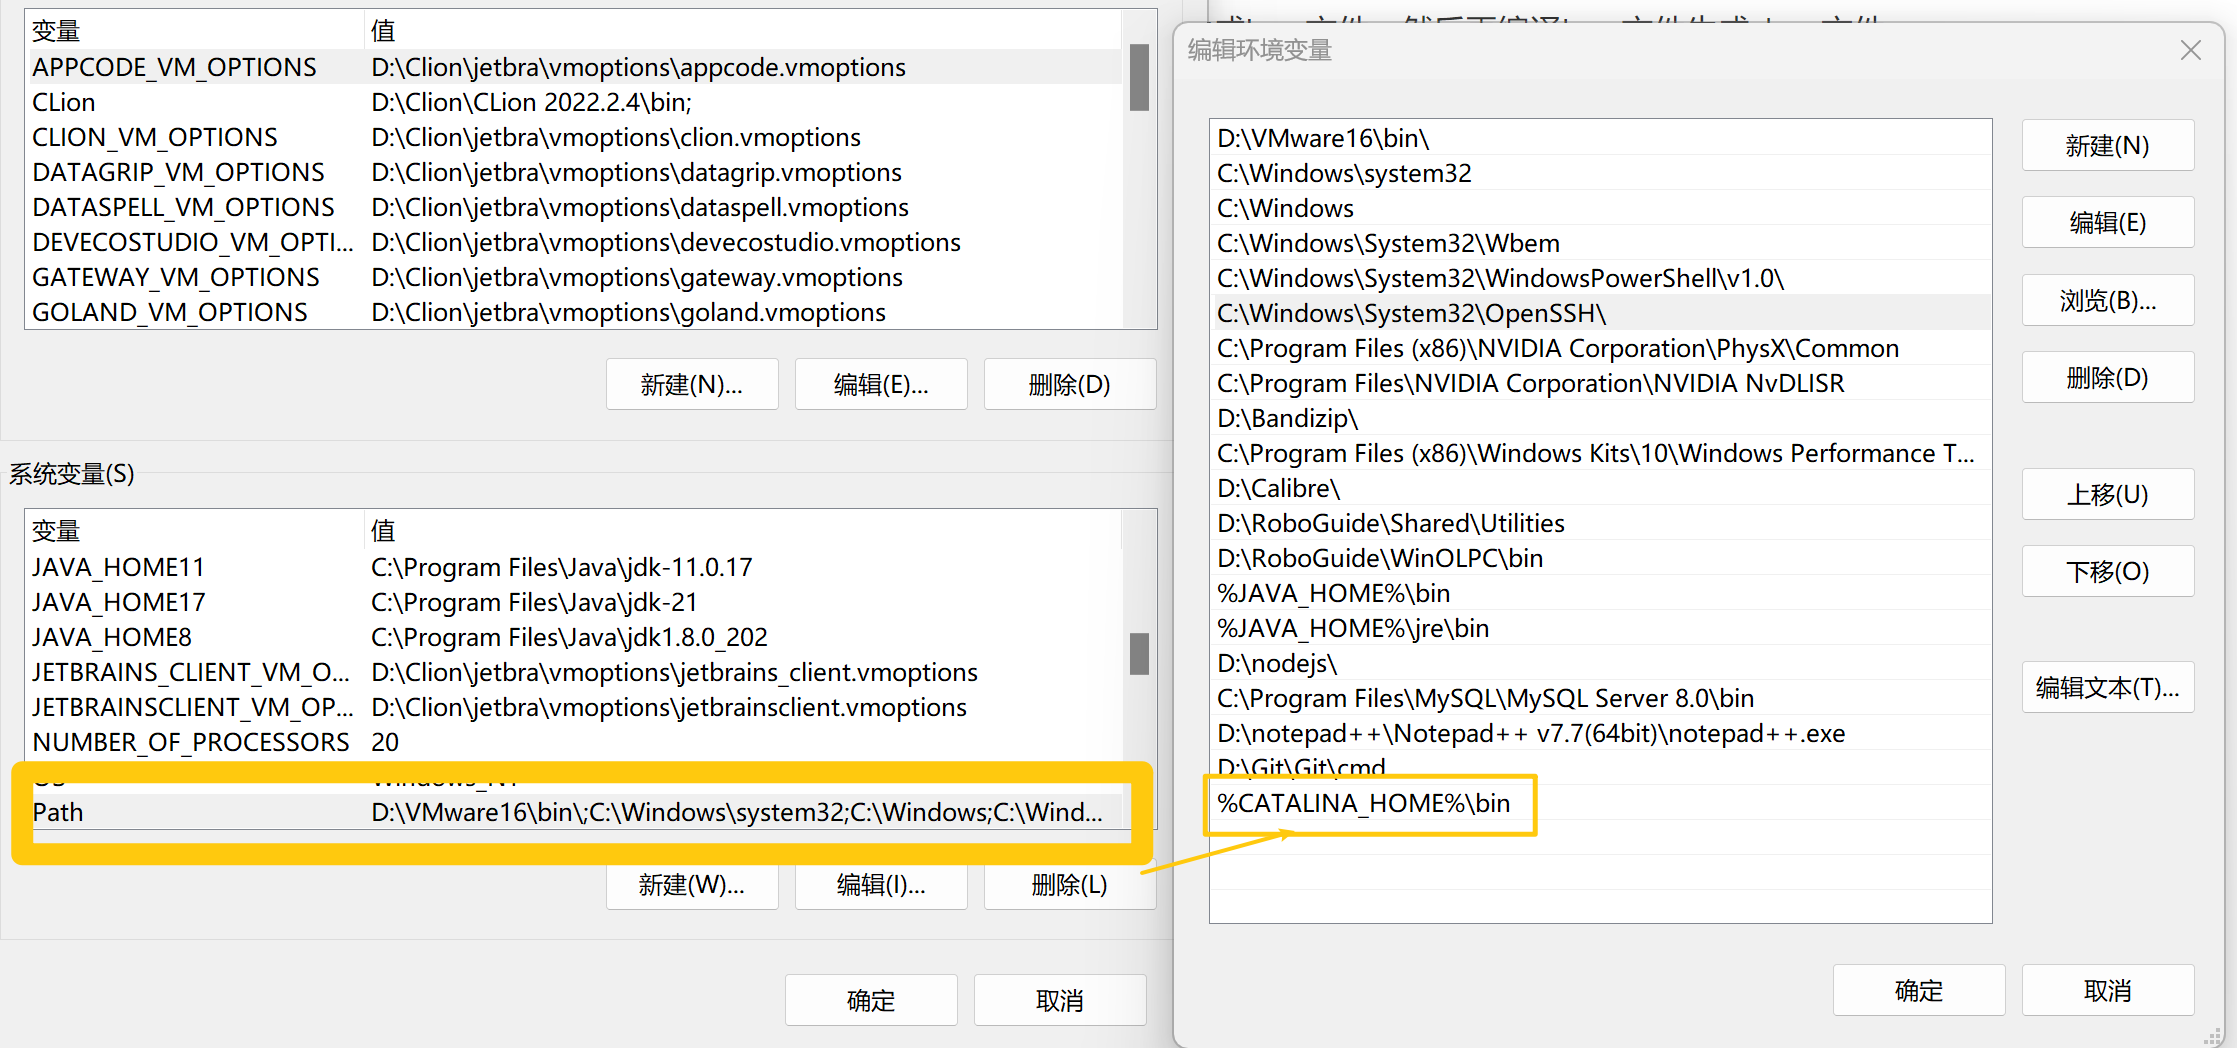 变量 值
APPCODE_VM_OPTIONS D:\Clion\jetbra\vmoptions\appcode.vmoptions
CLion D:\Clion\CLion 2022.2.4\bin;
CLION_VM_OPTIONS D:\Clion\jetbra\vmoptions\clion.vmoptions
DATAGRIP_VM_OPTIONS D:\Clion\jetbra\vmoptions\datagrip.vmoptions
DATASPELL_VM_OPTIONS D:\Clion\jetbra\vmoptions\dataspell.vmoptions
DEVECOSTUDIO_VM_OPTI... D:\Clion\jetbra\vmoptions\devecostudio.vmoptions
GATEWAY_VM_OPTIONS D:\Clion\jetbra\vmoptions\gateway.vmoptions
GOLAND_VM_OPTIONS D:\Clion\jetbra\vmoptions\goland.vmoptions
新建(N)... 编辑(E)... 删除(D)
系统变量(S)
变量 值
JAVA_HOME11 C:\Program Files\Java\jdk-11.0.17
JAVA_HOME17 C:\Program Files\Java\jdk-21
JAVA_HOME8 C:\Program Files\Java\jdk1.8.0_202
JETBRAINS_CLIENT_VM_O... D:\Clion\jetbra\vmoptions\jetbrains_client.vmoptions
JETBRAINSCLIENT_VM_OP... D:\Clion\jetbra\vmoptions\jetbrainsclient.vmoptions
NUMBER_OF_PROCESSORS 20
Path D:\VMware16\bin\;C:\Windows\system32;C:\Windows;C:\Wind...
新建(W)... 编辑(I)... 删除(L)
确定 取消
编辑环境变量
D:\VMware16\bin\
C:\Windows\system32
C:\Windows
C:\Windows\System32\Wbem
C:\Windows\System32\WindowsPowerShell\v1.0\
C:\Windows\System32\OpenSSH\
C:\Program Files (x86)\NVIDIA Corporation\PhysX\Common
C:\Program Files\NVIDIA Corporation\NVIDIA NvDLISR
D:\Bandizip\
C:\Program Files (x86)\Windows Kits\10\Windows Performance T...
D:\Calibre\
D:\RoboGuide\Shared\Utilities
D:\RoboGuide\WinOLPC\bin
%JAVA_HOME%\bin
%JAVA_HOME%\jre\bin
D:\nodejs\
C:\Program Files\MySQL\MySQL Server 8.0\bin
D:\notepad++\Notepad++ v7.7(64bit)\notepad++.exe
D:\Git\Git\cmd
%CATALINA_HOME%\bin
新建(N)
编辑(E)
浏览(B)...
删除(D)
上移(U)
下移(O)
编辑文本(T)...
确定 取消